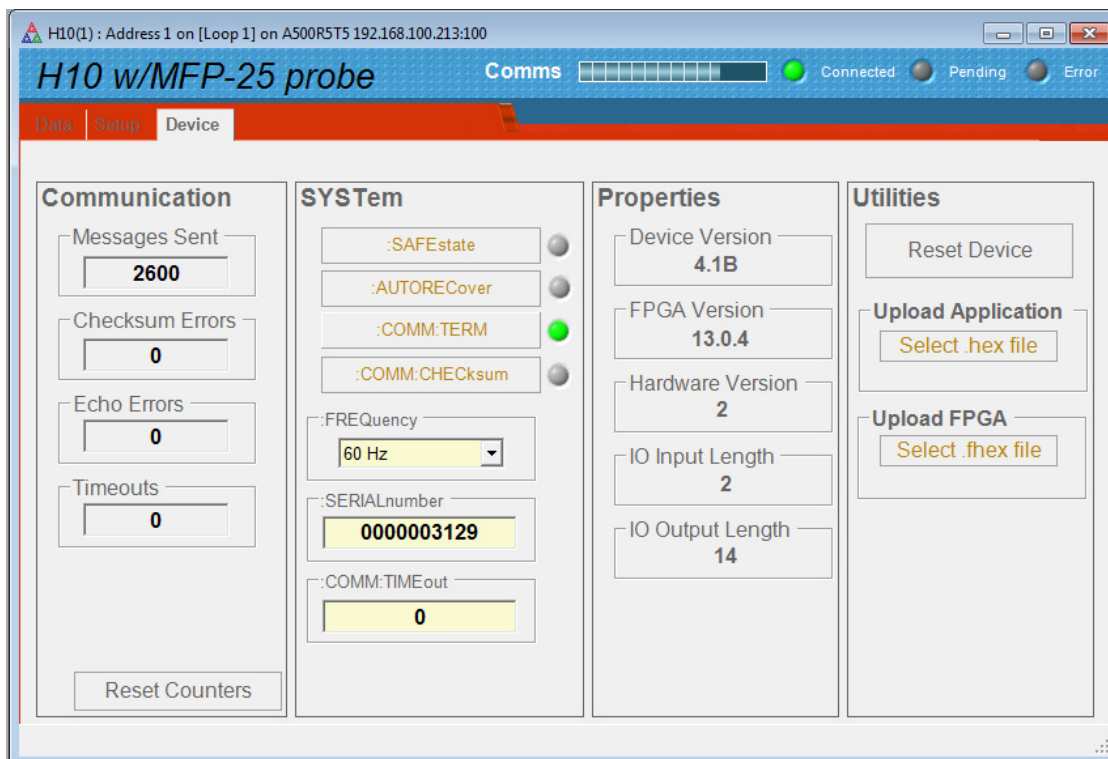 H10(1) : Address 1 on [Loop 1] on A500R5T5 192.168.100.213:100
H10 w/MFP-25 probe
Comms
Connected
Pending
Error
Data
Setup
Device
Communication
Messages Sent
2600
Checksum Errors
0
Echo Errors
0
Timeouts
0
Reset Counters
SYSTem
:SAFEstate
:AUTORECover
:COMM:TERM
:COMM:CHECksum
:FREQuency
60 Hz
:SERIALnumber
0000003129
:COMM:TIMEout
0
Properties
Device Version
4.1B
FPGA Version
13.0.4
Hardware Version
2
IO Input Length
2
IO Output Length
14
Utilities
Reset Device
Upload Application
Select .hex file
Upload FPGA
Select .fhex file